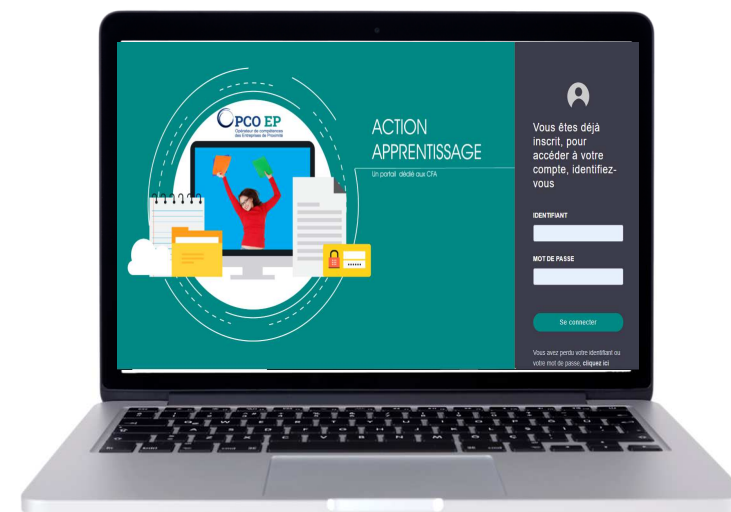 OPCO EP
Opérateur de compétences
des Entreprises de Proximité
ACTION
APPRENTISSAGE
Un portail dédié aux CFA
Vous êtes déjà
inscrit, pour
accéder à votre
compte, identifiez-
vous
IDENTIFIANT
MOT DE PASSE
Se connecter
Vous avez perdu votre identifiant ou
votre mot de passe, cliquez ici